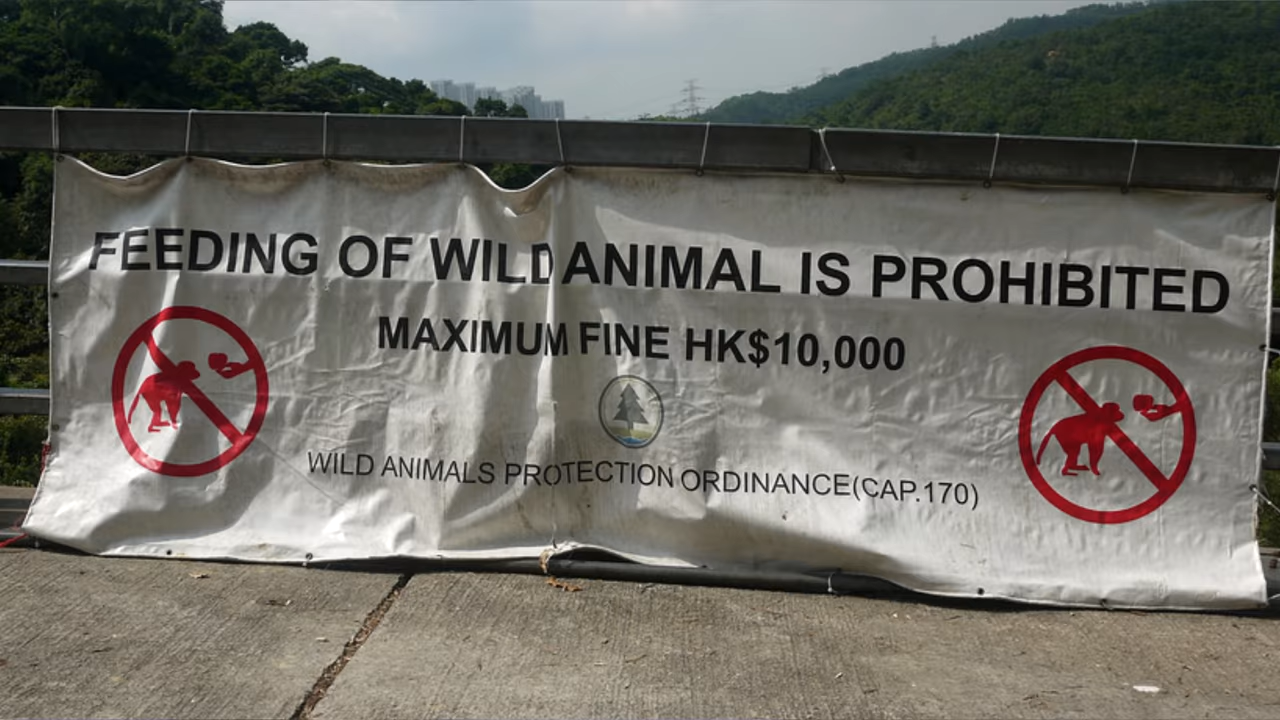 FEEDING OF WILD ANIMAL IS PROHIBITED
MAXIMUM FINE HK$10,000
WILD ANIMALS PROTECTION ORDINANCE(CAP.170)